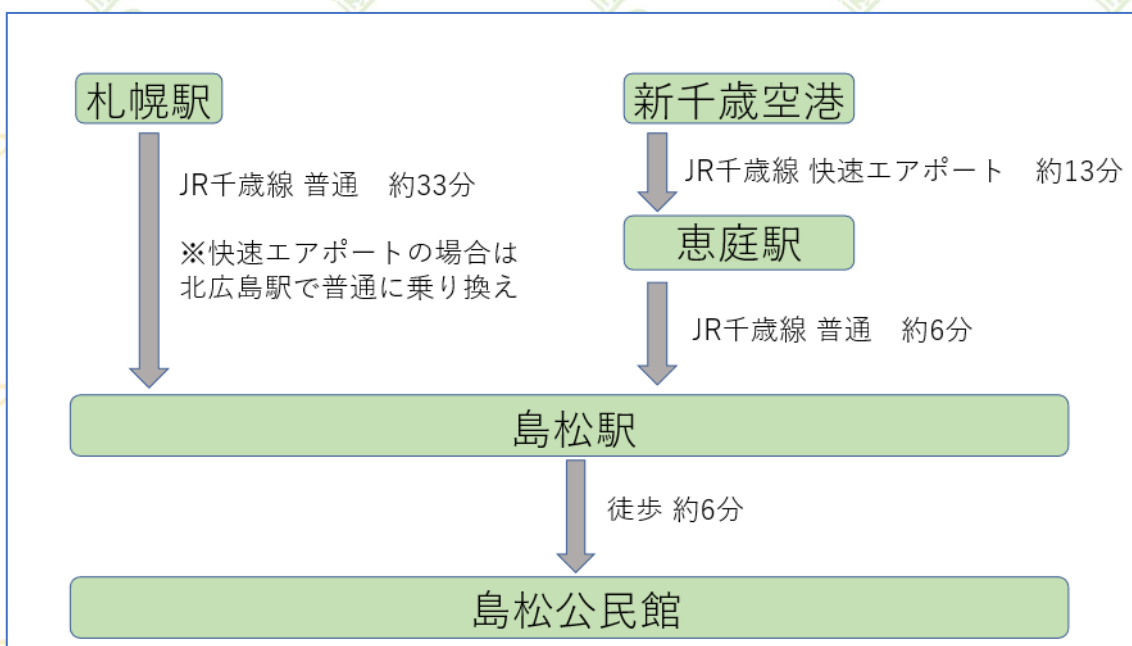 札幌駅
JR千歳線 普通　約33分
※快速エアポートの場合は
北広島駅で普通に乗り換え
新千歳空港
JR千歳線 快速エアポート　約13分
恵庭駅
JR千歳線 普通　約6分
島松駅
徒歩 約6分
島松公民館